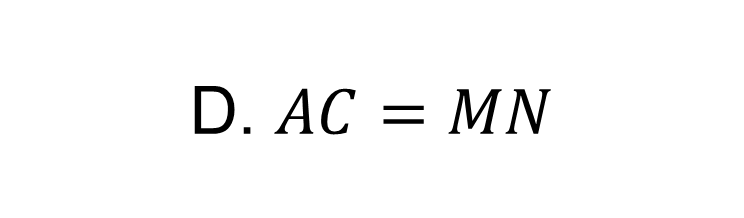 D. AC = MN